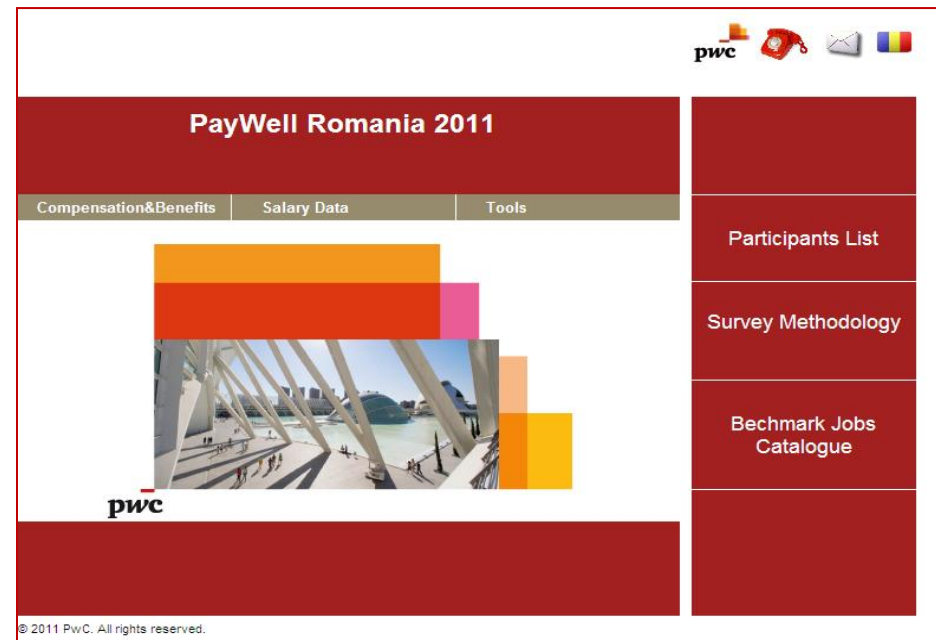 pwc
PayWell Romania 2011
Compensation&Benefits
Salary Data
Tools
Participants List
Survey Methodology
Bechmark Jobs
Catalogue
pwc
© 2011 PwC. All rights reserved.